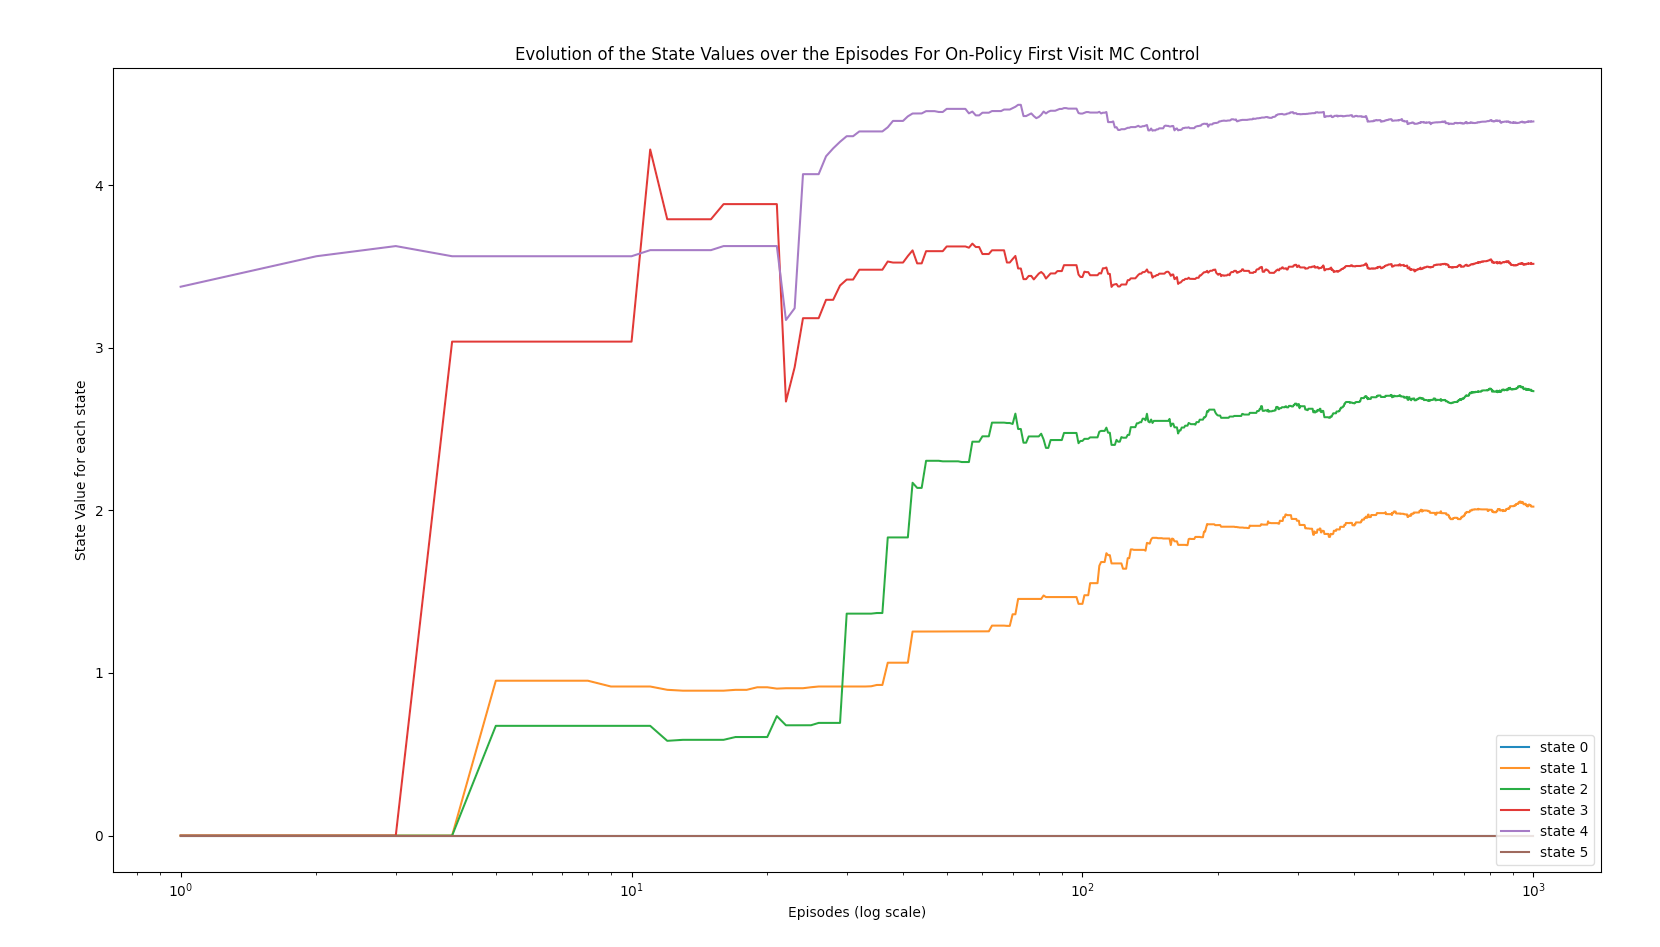 Evolution of the State Values over the Episodes For On-Policy First Visit MC Control
State Value for each state
4
3
2
1
0
10⁰
10¹
10²
10³
Episodes (log scale)
state 0
state 1
state 2
state 3
state 4
state 5